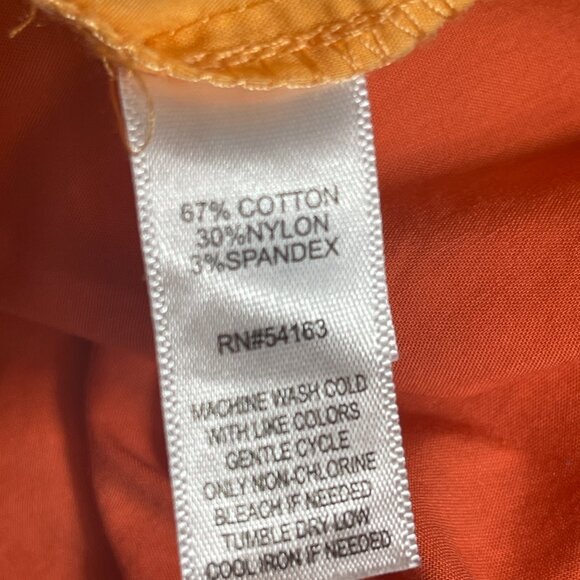 67% COTTON
30%NYLON
3%SPANDEX
RN#54163
MACHINE WASH COLD
WITH LIKE COLORS
GENTLE CYCLE
ONLY NON-CHLORINE
BLEACH IF NEEDED
TUMBLE DRY LOW
COOL IRON IF NEEDED